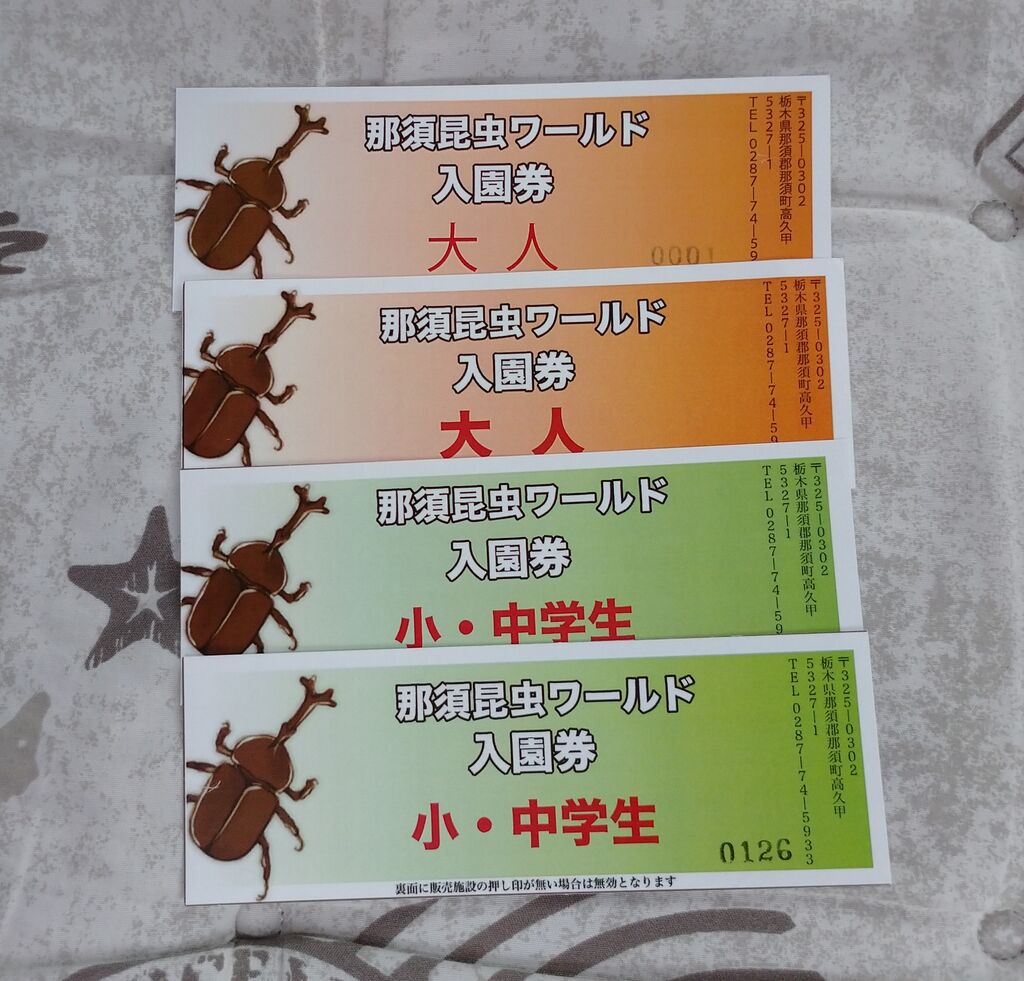 那須昆虫ワールド
入園券
大 人
0001
〒325―0302
栃木県那須郡那須町高久甲
5327―1
TEL 0287―74―59
那須昆虫ワールド
入園券
大 人
〒325―0302
栃木県那須郡那須町高久甲
5327―1
TEL 0287―74―59
那須昆虫ワールド
入園券
小・中学生
〒325―0302
栃木県那須郡那須町高久甲
5327―1
TEL 0287―74―59
那須昆虫ワールド
入園券
小・中学生
0126
〒325―0302
栃木県那須郡那須町高久甲
5327―1
TEL 0287―74―5933
裏面に販売施設の押し印が無い場合は無効となります